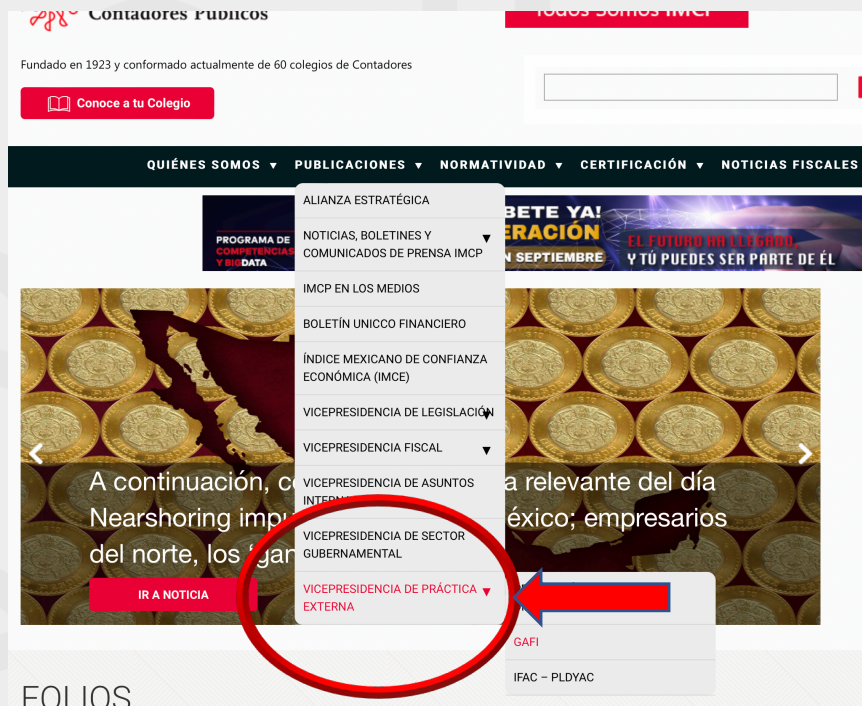 Contadores Públicos
Todos Somos IMCP
Fundado en 1923 y conformado actualmente de 60 colegios de Contadores
Conoce a tu Colegio
QUIÉNES SOMOS ▼ PUBLICACIONES ▼ NORMATIVIDAD ▼ CERTIFICACIÓN ▼ NOTICIAS FISCALES
ALIANZA ESTRATÉGICA
NOTICIAS, BOLETINES Y ▼
COMUNICADOS DE PRENSA IMCP
IMCP EN LOS MEDIOS
BOLETÍN UNICCO FINANCIERO
ÍNDICE MEXICANO DE CONFIANZA
ECONÓMICA (IMCE)
VICEPRESIDENCIA DE LEGISLACIÓN ▼
VICEPRESIDENCIA FISCAL ▼
VICEPRESIDENCIA DE ASUNTOS
VICEPRESIDENCIA DE SECTOR
GUBERNAMENTAL
VICEPRESIDENCIA DE PRÁCTICA ▼
EXTERNA
GAFI
IFAC – PLDYAC
PROGRAMA DE
COMPETENCIAS
Y BIGDATA
BETE YA!
ERACIÓN
N SEPTIEMBRE
EL FUTURO HA LLEGADO,
Y TÚ PUEDES SER PARTE DE ÉL
A continuación, c a relevante del día
Nearshoring impu éxico; empresarios
del norte, los "gan
IR A NOTICIA
FOLIOS